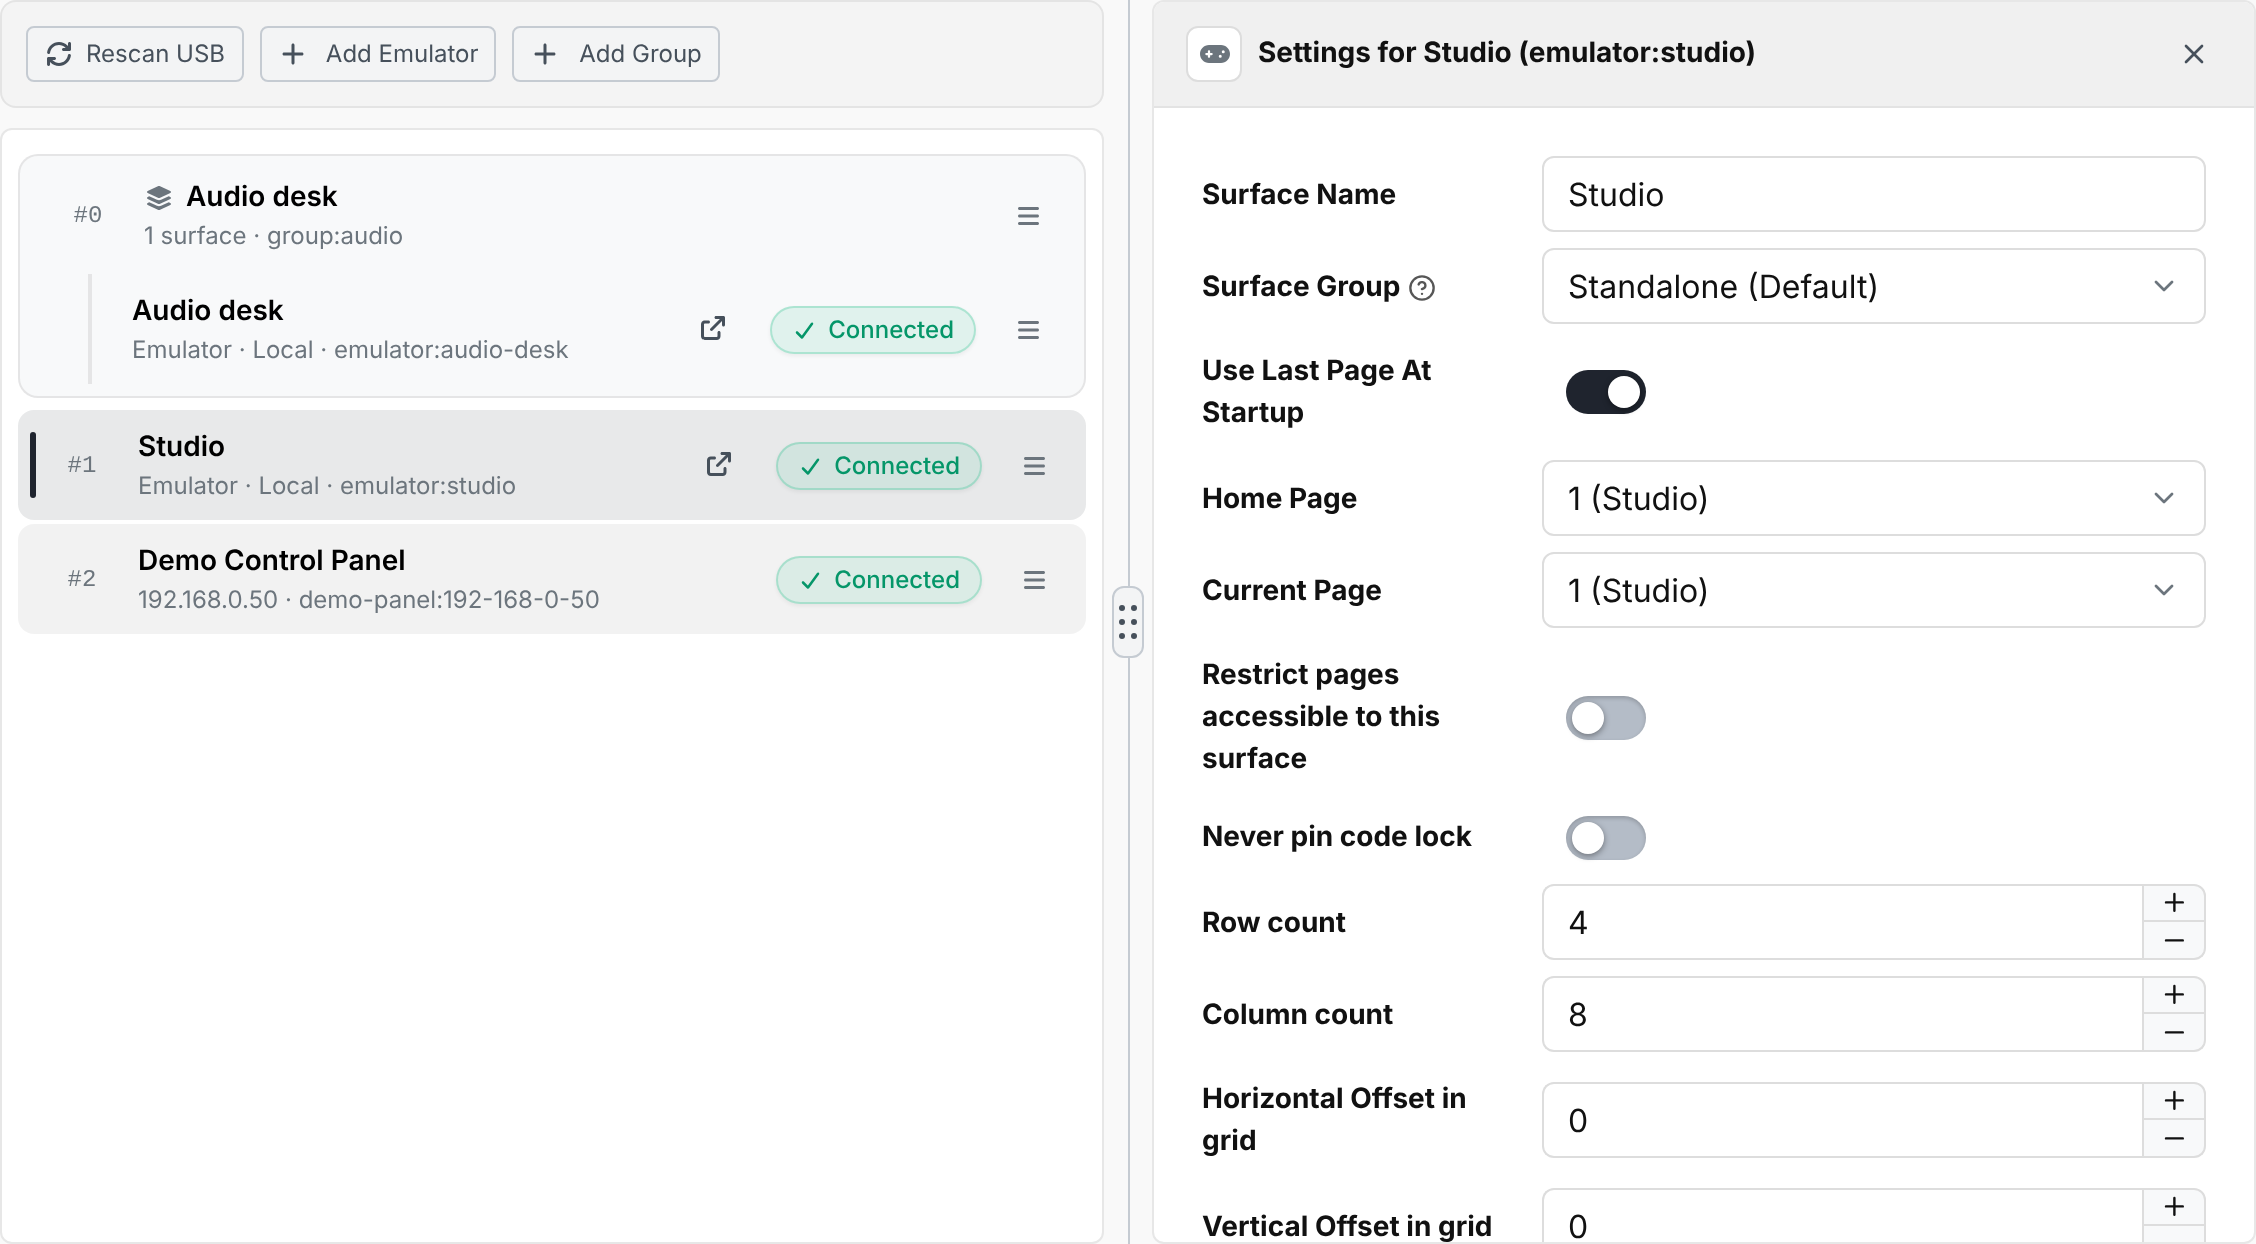 Rescan USB
Add Emulator
Add Group
#0
Audio desk
1 surface · group:audio
Audio desk
Emulator · Local · emulator:audio-desk
Connected
#1
Studio
Emulator · Local · emulator:studio
Connected
#2
Demo Control Panel
192.168.0.50 · demo-panel:192-168-0-50
Connected
Settings for Studio (emulator:studio)
Surface Name
Studio
Surface Group
Standalone (Default)
Use Last Page At
Startup
Home Page
1 (Studio)
Current Page
1 (Studio)
Restrict pages
accessible to this
surface
Never pin code lock
Row count
4
Column count
8
Horizontal Offset in
grid
0
Vertical Offset in grid
0